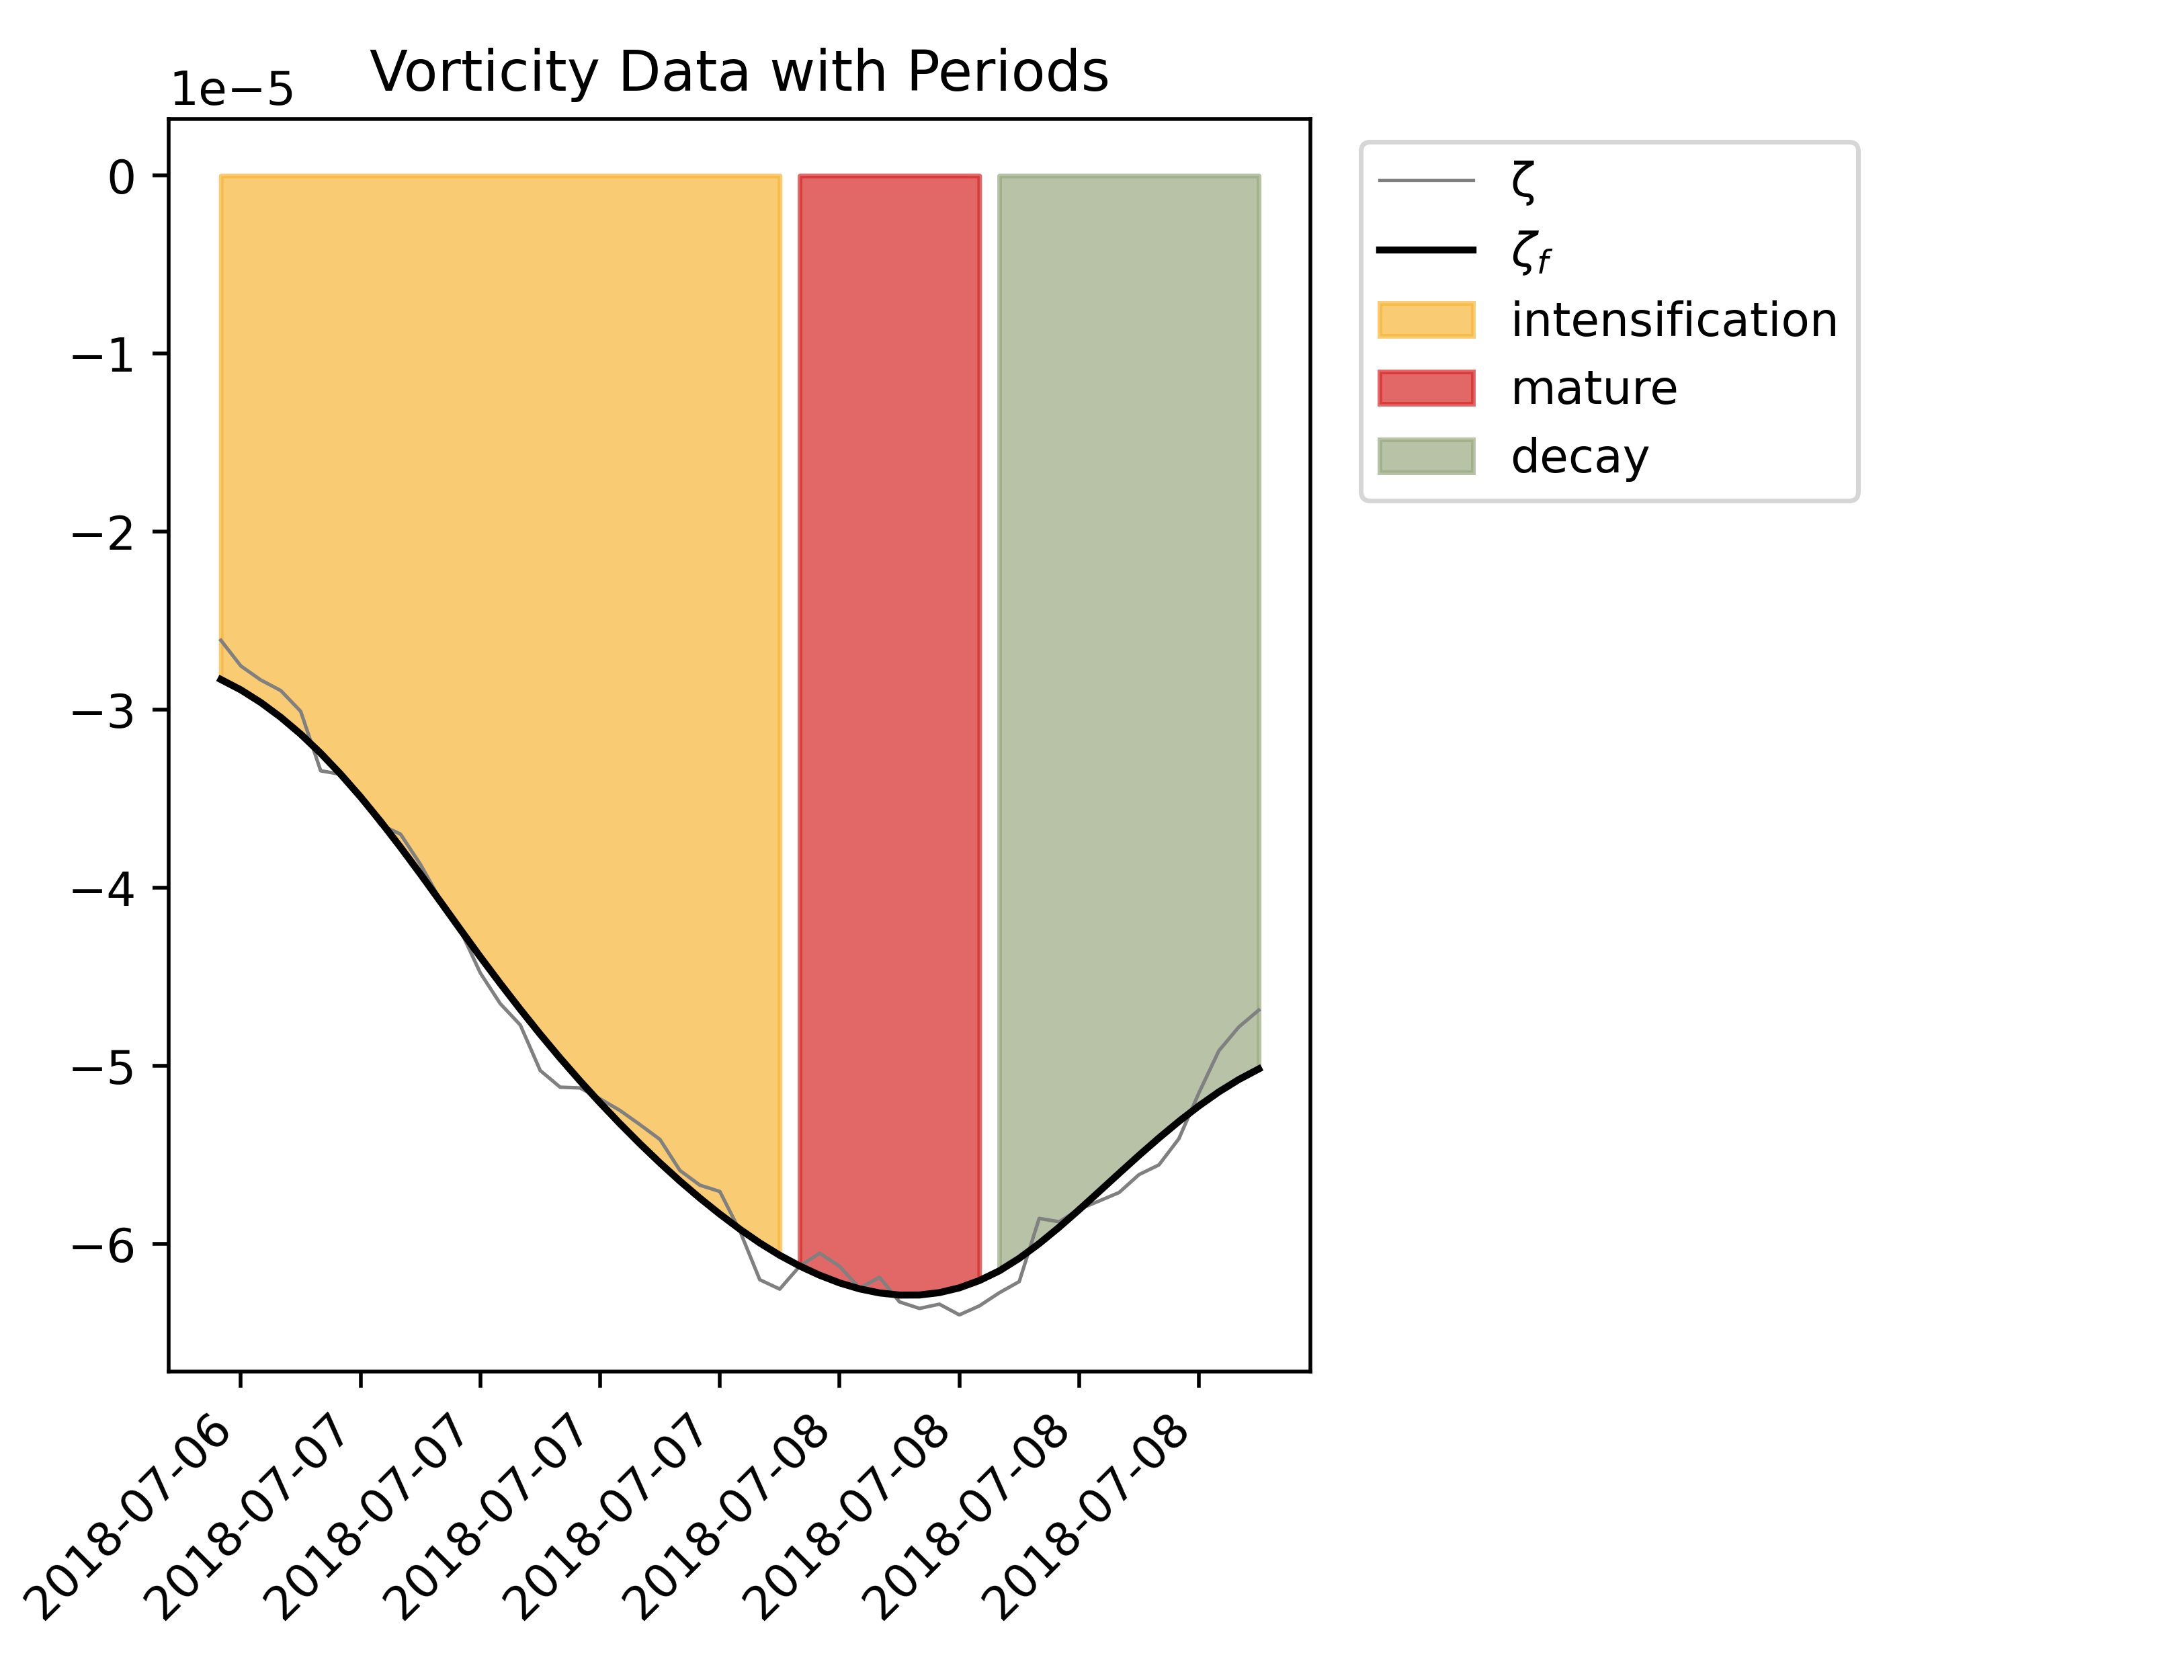 Vorticity Data with Periods
1e−5
0
−1
−2
−3
−4
−5
−6
2018-07-06
2018-07-07
2018-07-07
2018-07-07
2018-07-07
2018-07-08
2018-07-08
2018-07-08
2018-07-08
ζ
ζf
intensification
mature
decay